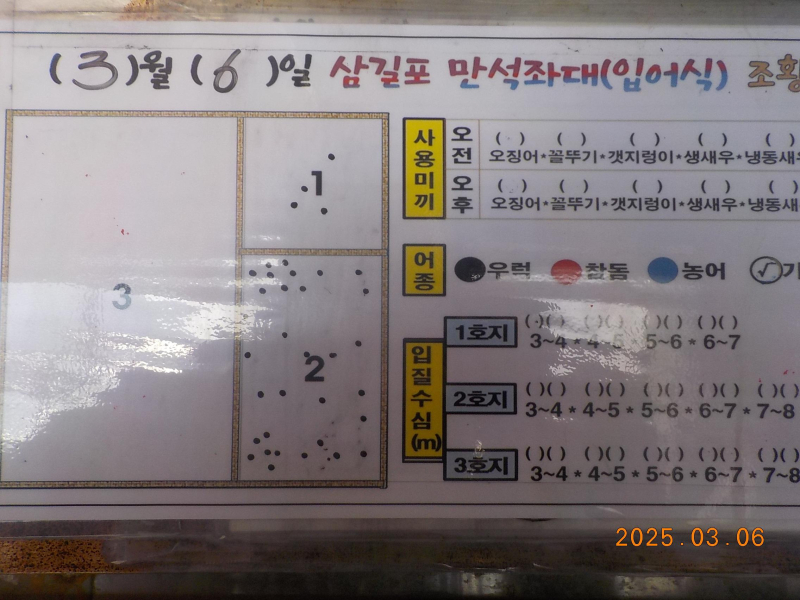 (3)월 (6)일 삼길포 만석좌대(입어식) 조황
1
2
3
사용미끼
오전
( ) ( ) ( ) ( ) ( )
오징어*꼴뚜기*갯지렁이*생새우*냉동새우
오후
( ) ( ) ( ) ( ) ( )
오징어*꼴뚜기*갯지렁이*생새우*냉동새
어종
우럭 참돔 농어 (√)기
입질수심(m)
1호지
( )( ) ( )( ) ( )( ) ( )( )
3~4 * 4~5 * 5~6 * 6~7
2호지
( )( ) ( )( ) ( )( ) ( )( ) ( )( )
3~4 * 4~5 * 5~6 * 6~7 * 7~8
3호지
( )( ) ( )( ) ( )( ) ( )( ) ( )( )
3~4 * 4~5 * 5~6 * 6~7 * 7~8
2025.03.06